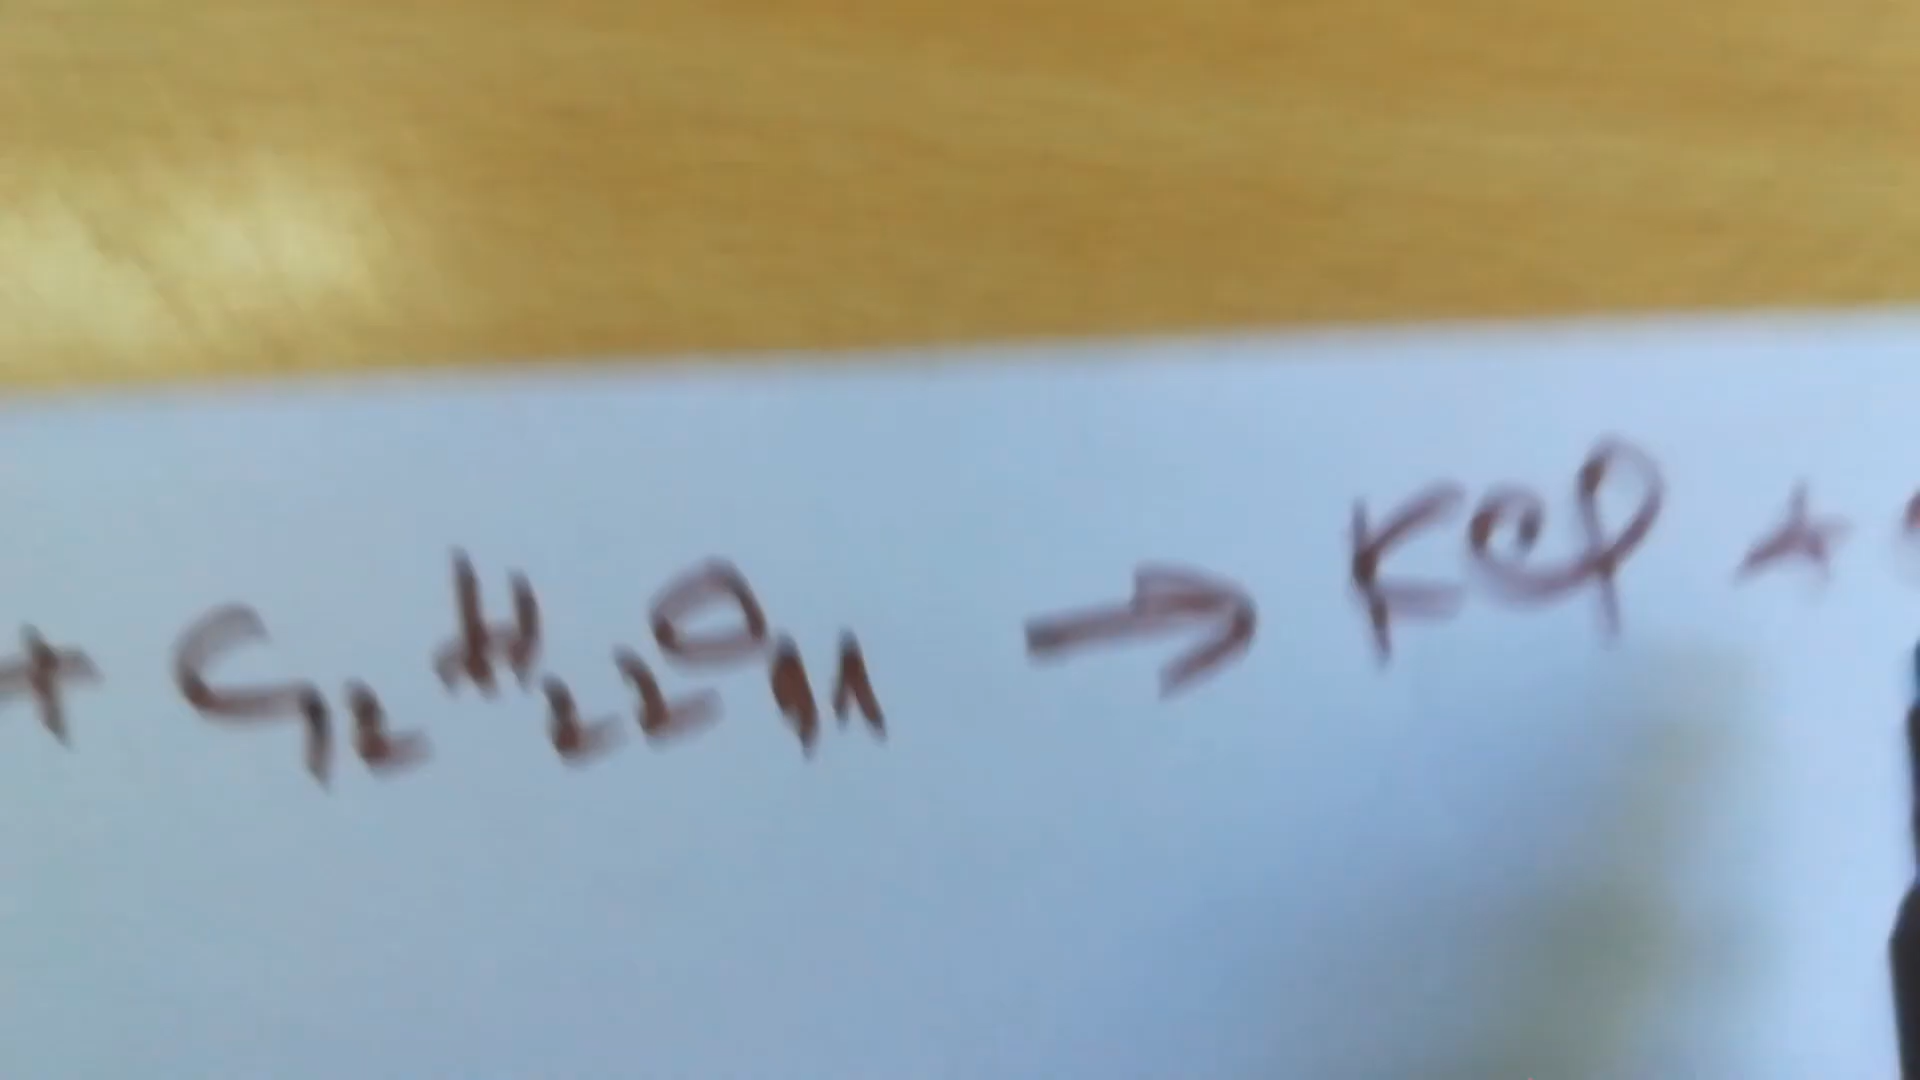 + C₁₂H₂₂O₁₁ → KCl +